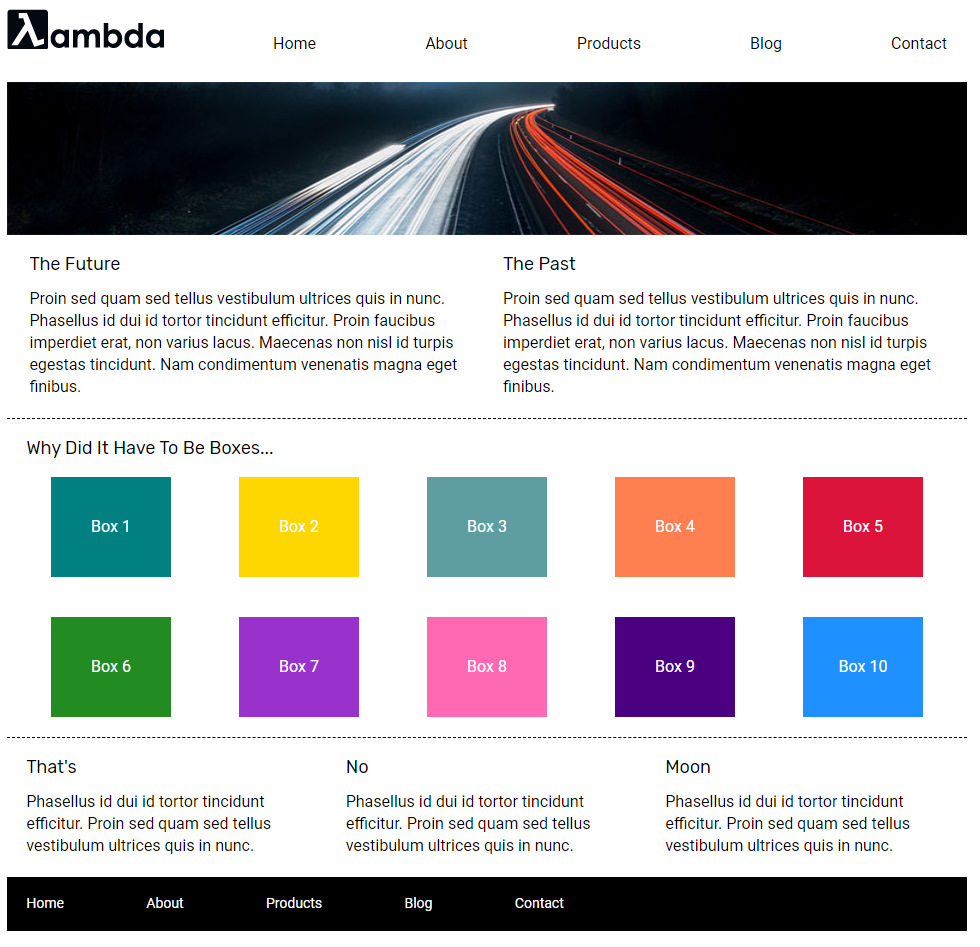 λambda
Home About Products Blog Contact
The Future
Proin sed quam sed tellus vestibulum ultrices quis in nunc.
Phasellus id dui id tortor tincidunt efficitur. Proin faucibus
imperdiet erat, non varius lacus. Maecenas non nisl id turpis
egestas tincidunt. Nam condimentum venenatis magna eget
finibus.
The Past
Proin sed quam sed tellus vestibulum ultrices quis in nunc.
Phasellus id dui id tortor tincidunt efficitur. Proin faucibus
imperdiet erat, non varius lacus. Maecenas non nisl id turpis
egestas tincidunt. Nam condimentum venenatis magna eget
finibus.
Why Did It Have To Be Boxes...
Box 1 Box 2 Box 3 Box 4 Box 5
Box 6 Box 7 Box 8 Box 9 Box 10
That's
Phasellus id dui id tortor tincidunt
efficitur. Proin sed quam sed tellus
vestibulum ultrices quis in nunc.
No
Phasellus id dui id tortor tincidunt
efficitur. Proin sed quam sed tellus
vestibulum ultrices quis in nunc.
Moon
Phasellus id dui id tortor tincidunt
efficitur. Proin sed quam sed tellus
vestibulum ultrices quis in nunc.
Home About Products Blog Contact